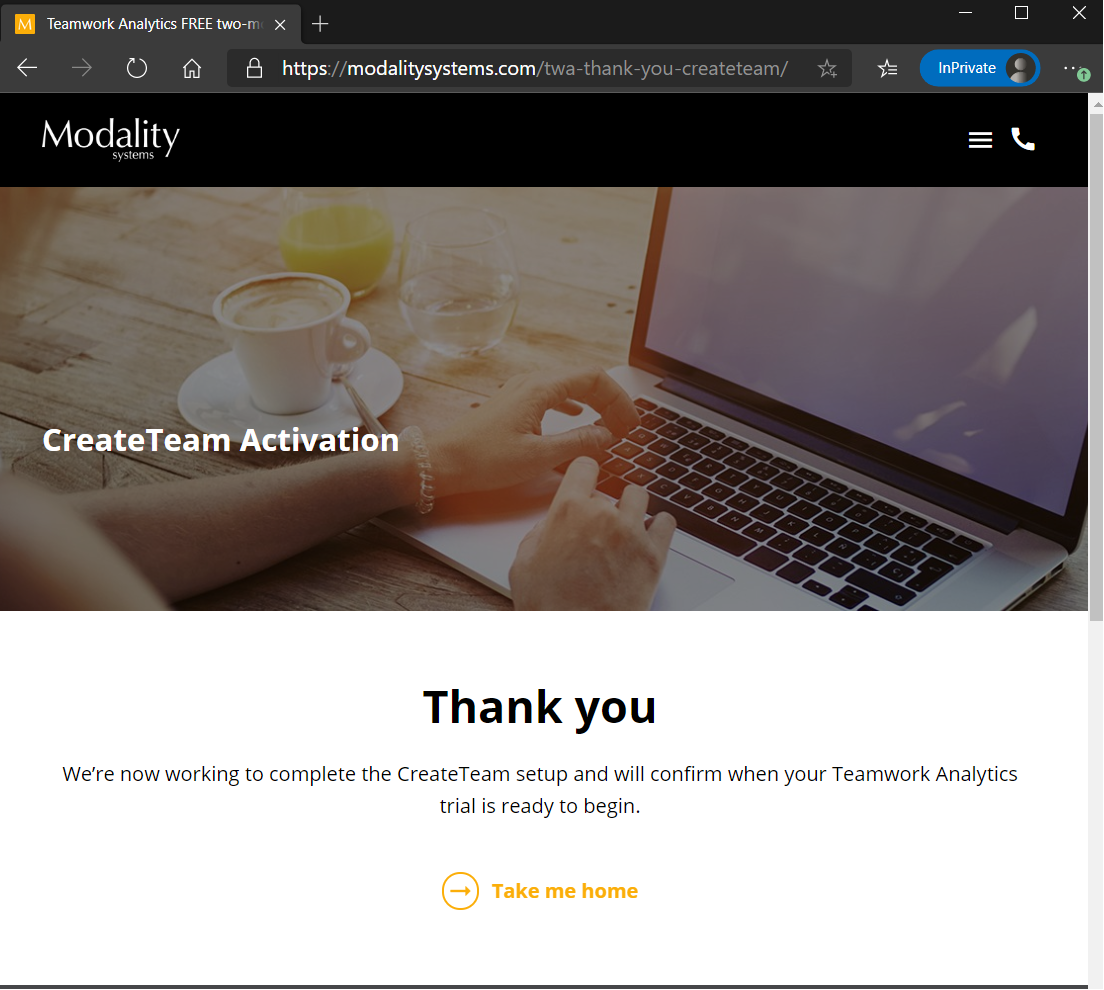 M Teamwork Analytics FREE two-m
https://modalitysystems.com/twa-thank-you-createteam/
InPrivate
Modality
systems
CreateTeam Activation
Thank you
We’re now working to complete the CreateTeam setup and will confirm when your Teamwork Analytics
trial is ready to begin.
Take me home